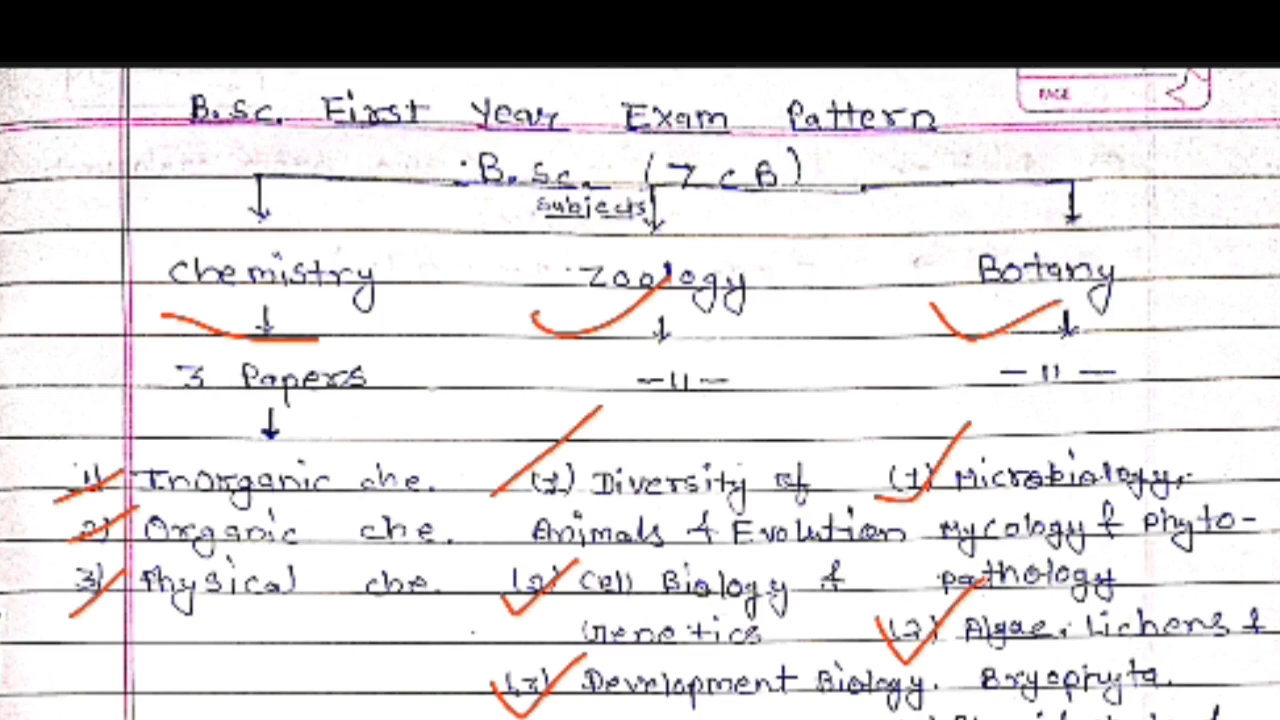 PAGE
B.sc. First Year Exam Pattern
B.sc. (ZCB)
subjects
Chemistry Zoology Botany
3 Papers -11- -11-
1) Inorganic che. (1) Diversity of (1) Microbiology,
2) Organic che. Animals & Evolution Mycology & Phyto-
3) Physical che. (2) Cell Biology & pathology
Genetics (2) Algae, Lichens &
(3) Development Biology. Bryophyta.